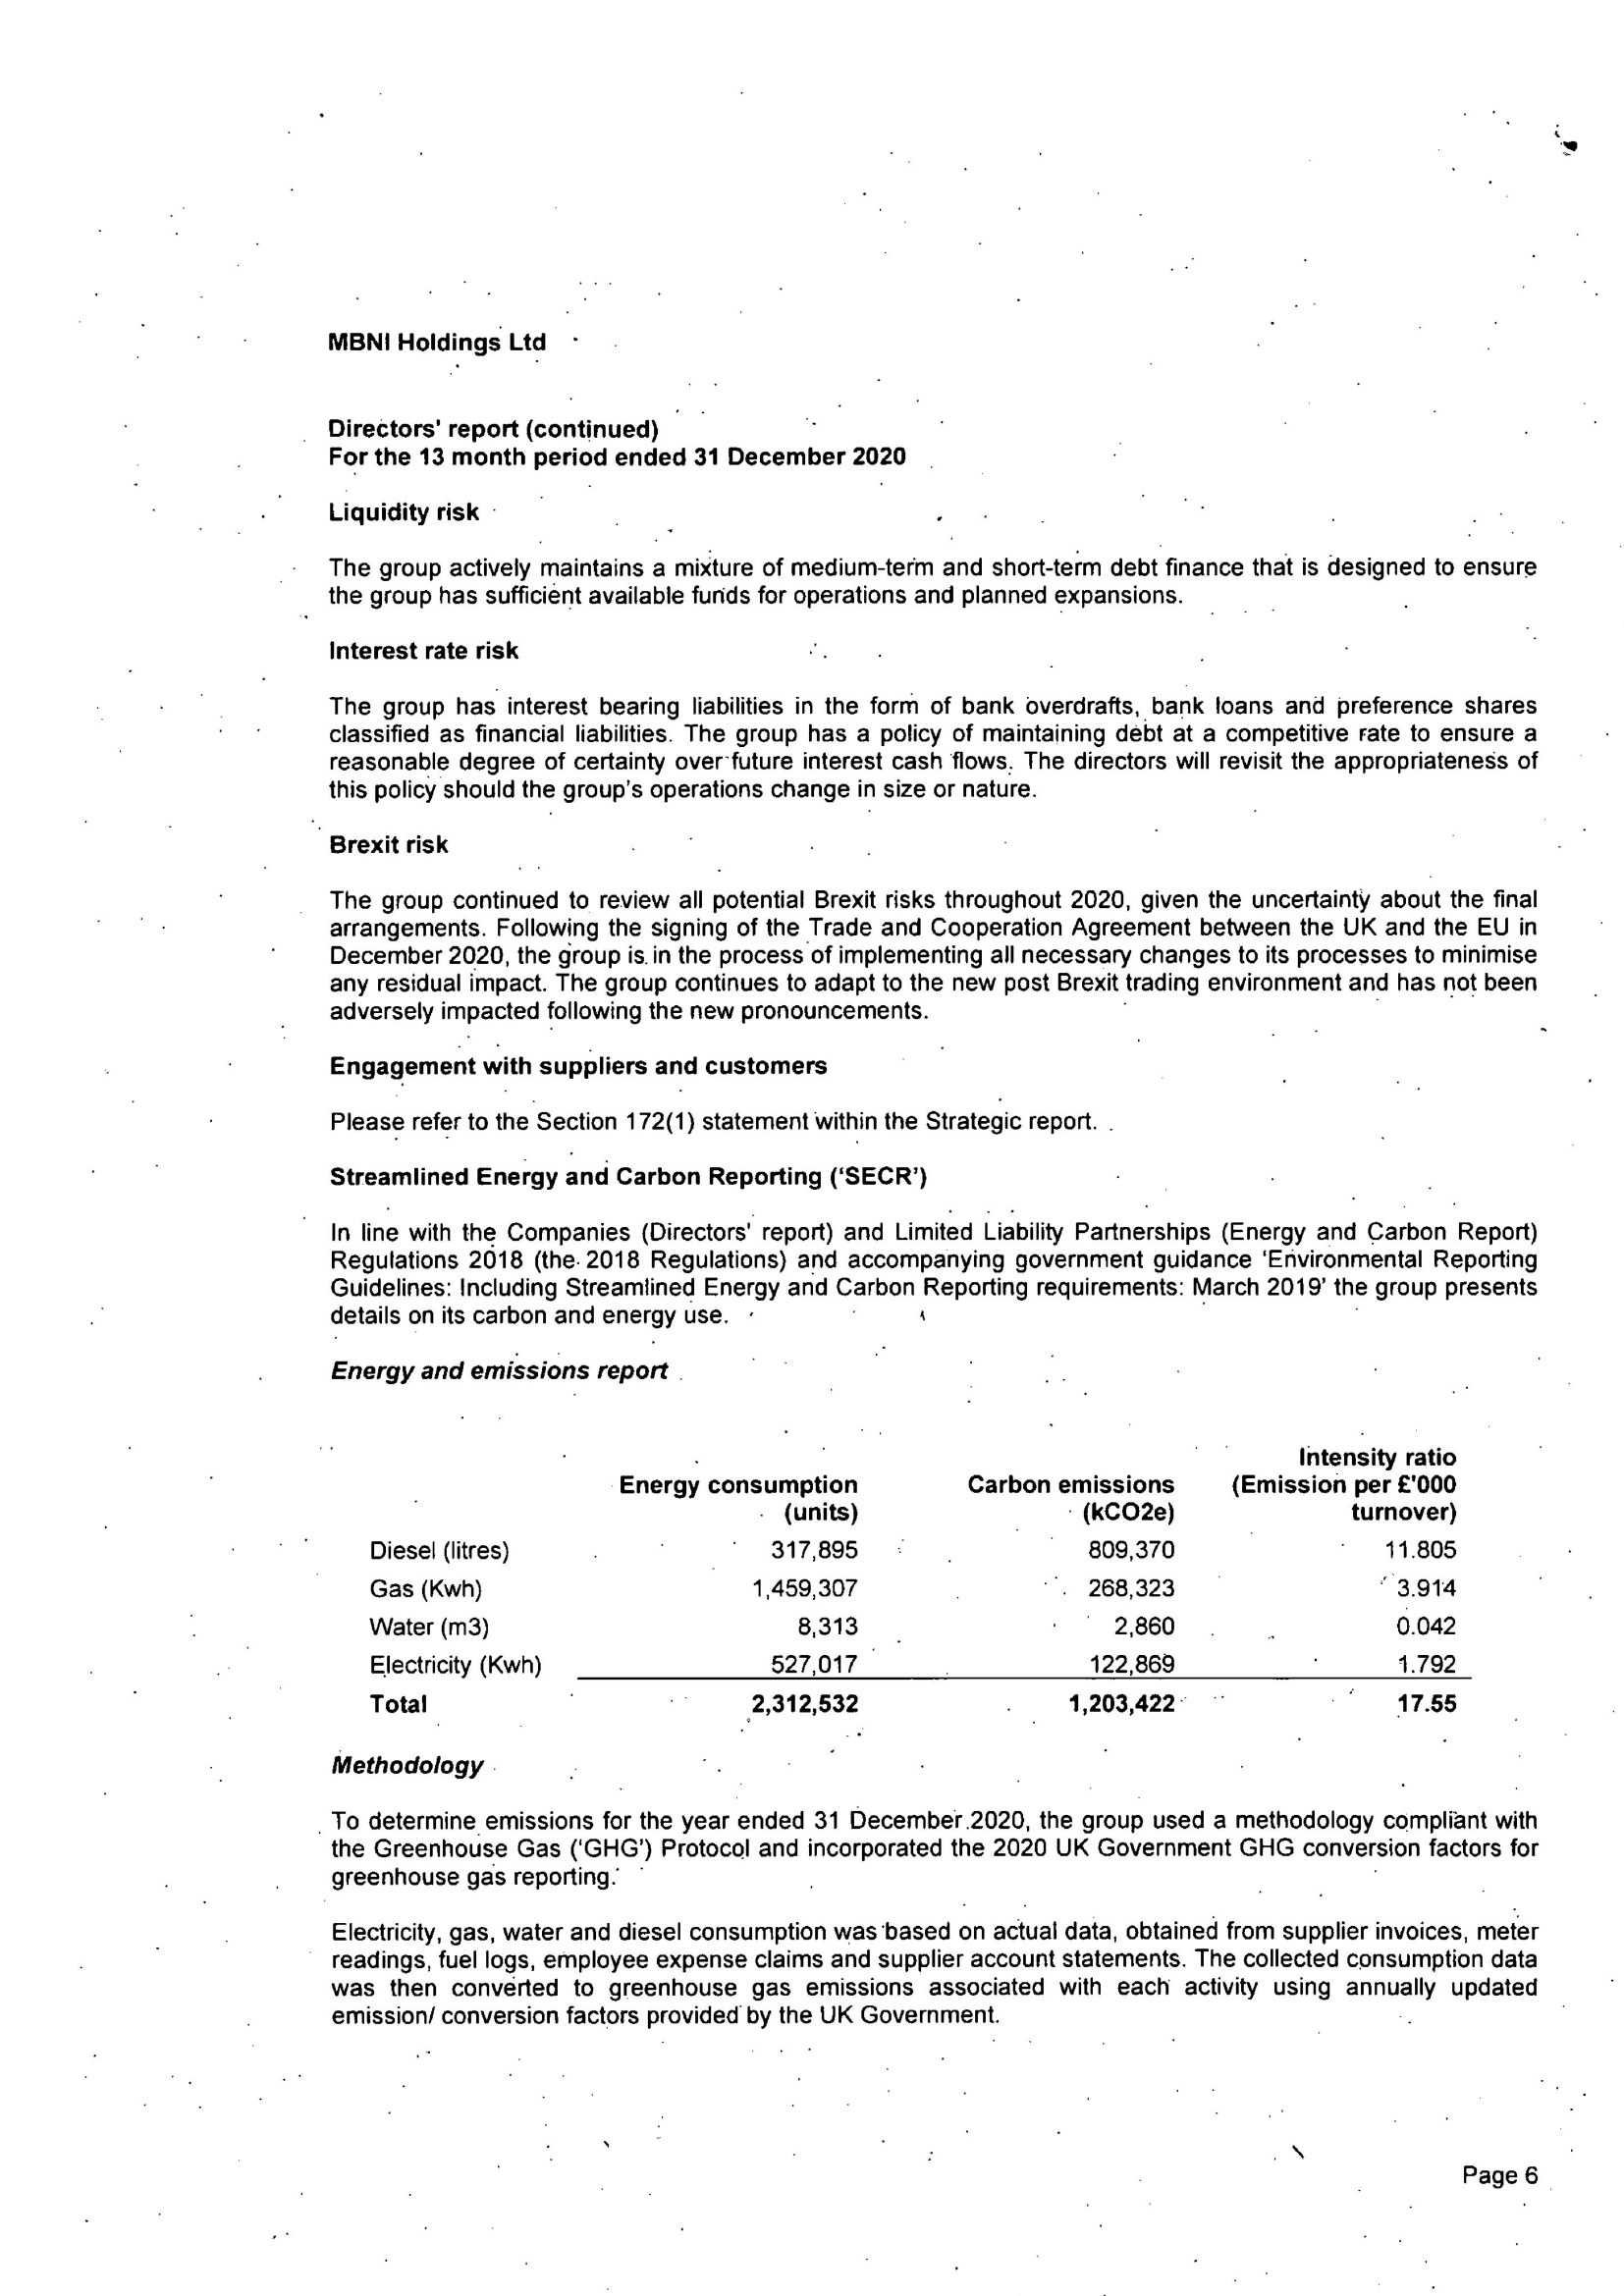 MBNI Holdings Ltd
Directors' report (continued)
For the 13 month period ended 31 December 2020
Liquidity risk
The group actively maintains a mixture of medium-term and short-term debt finance that is designed to ensure
the group has sufficient available funds for operations and planned expansions.
Interest rate risk
The group has interest bearing liabilities in the form of bank overdrafts, bank loans and preference shares
classified as financial liabilities. The group has a policy of maintaining debt at a competitive rate to ensure a
reasonable degree of certainty over future interest cash flows. The directors will revisit the appropriateness of
this policy should the group's operations change in size or nature.
Brexit risk
The group continued to review all potential Brexit risks throughout 2020, given the uncertainty about the final
arrangements. Following the signing of the Trade and Cooperation Agreement between the UK and the EU in
December 2020, the group is in the process of implementing all necessary changes to its processes to minimise
any residual impact. The group continues to adapt to the new post Brexit trading environment and has not been
adversely impacted following the new pronouncements.
Engagement with suppliers and customers
Please refer to the Section 172(1) statement within the Strategic report.
Streamlined Energy and Carbon Reporting ('SECR')
In line with the Companies (Directors' report) and Limited Liability Partnerships (Energy and Carbon Report)
Regulations 2018 (the 2018 Regulations) and accompanying government guidance 'Environmental Reporting
Guidelines: Including Streamlined Energy and Carbon Reporting requirements: March 2019' the group presents
details on its carbon and energy use.
Energy and emissions report
Intensity ratio
Energy consumption Carbon emissions (Emission per £'000
(units) (kCO2e) turnover)
Diesel (litres) 317,895 809,370 11.805
Gas (Kwh) 1,459,307 268,323 3.914
Water (m3) 8,313 2,860 0.042
Electricity (Kwh) 527,017 122,869 1.792
Total 2,312,532 1,203,422 17.55
Methodology
To determine emissions for the year ended 31 December 2020, the group used a methodology compliant with
the Greenhouse Gas ('GHG') Protocol and incorporated the 2020 UK Government GHG conversion factors for
greenhouse gas reporting.
Electricity, gas, water and diesel consumption was based on actual data, obtained from supplier invoices, meter
readings, fuel logs, employee expense claims and supplier account statements. The collected consumption data
was then converted to greenhouse gas emissions associated with each activity using annually updated
emission/ conversion factors provided by the UK Government.
Page 6